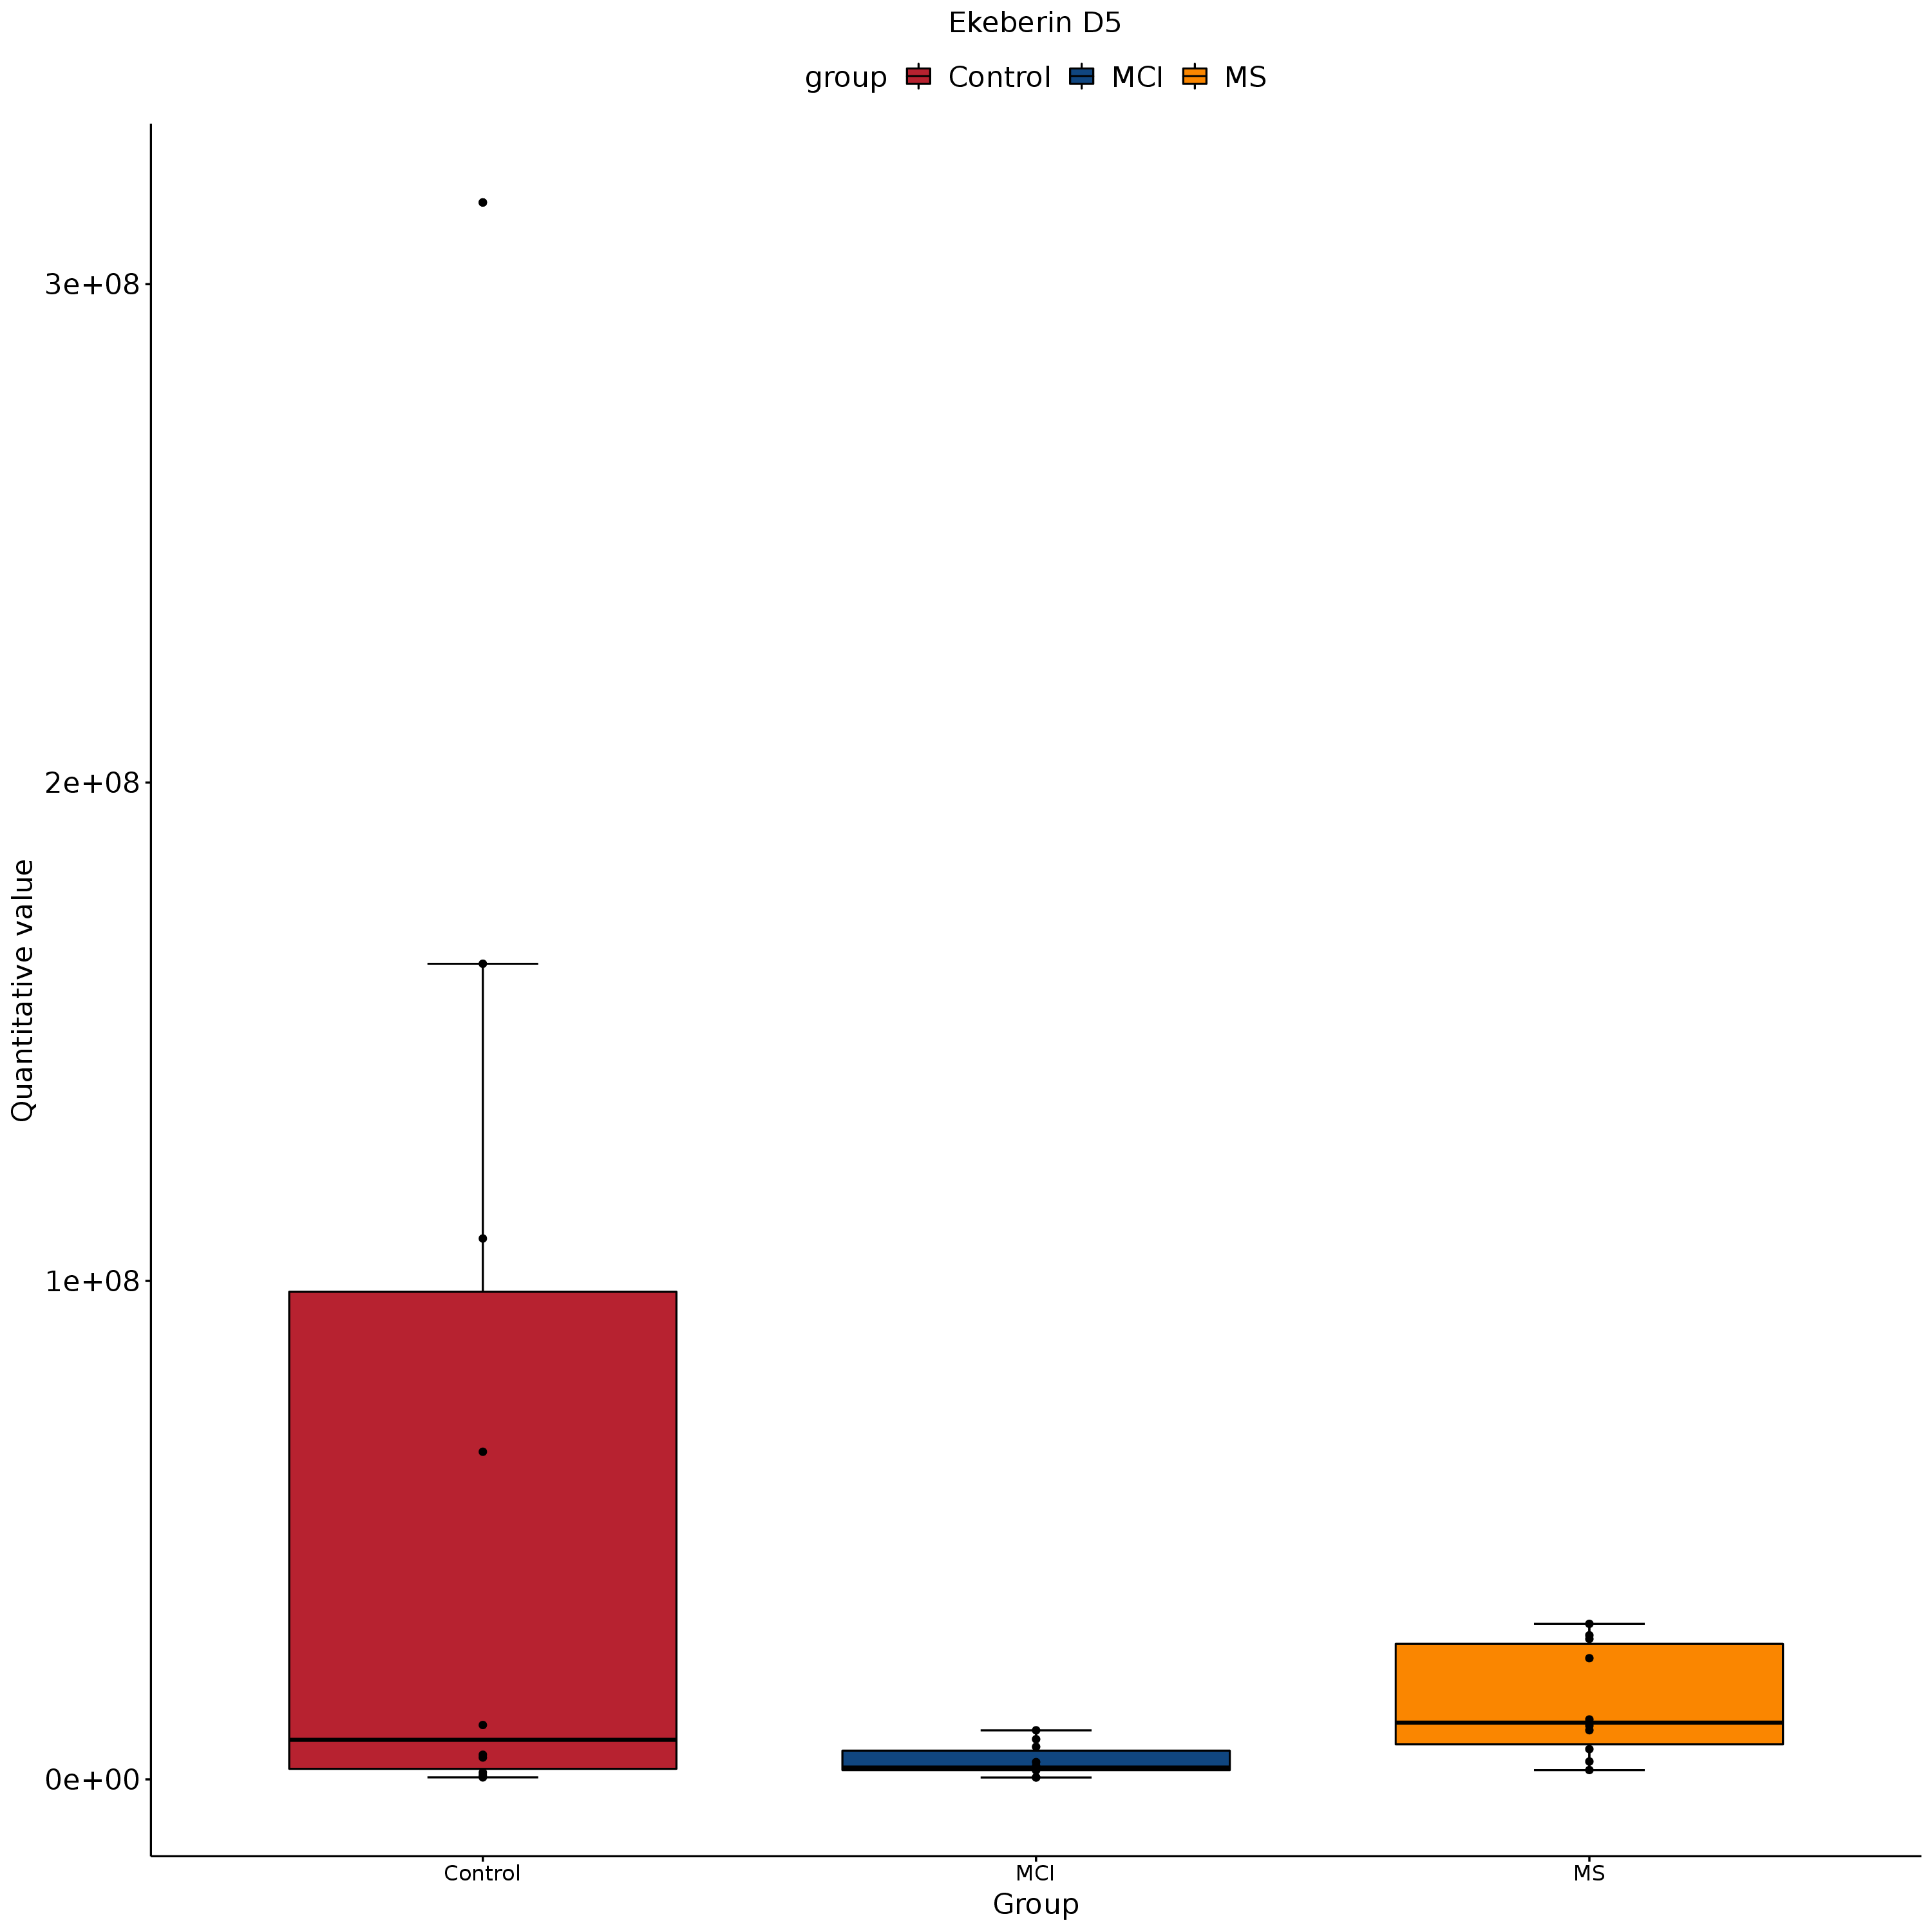 Ekeberin D5
group Control MCI MS
3e+08
2e+08
1e+08
0e+00
Quantitative value
Control MCI MS
Group